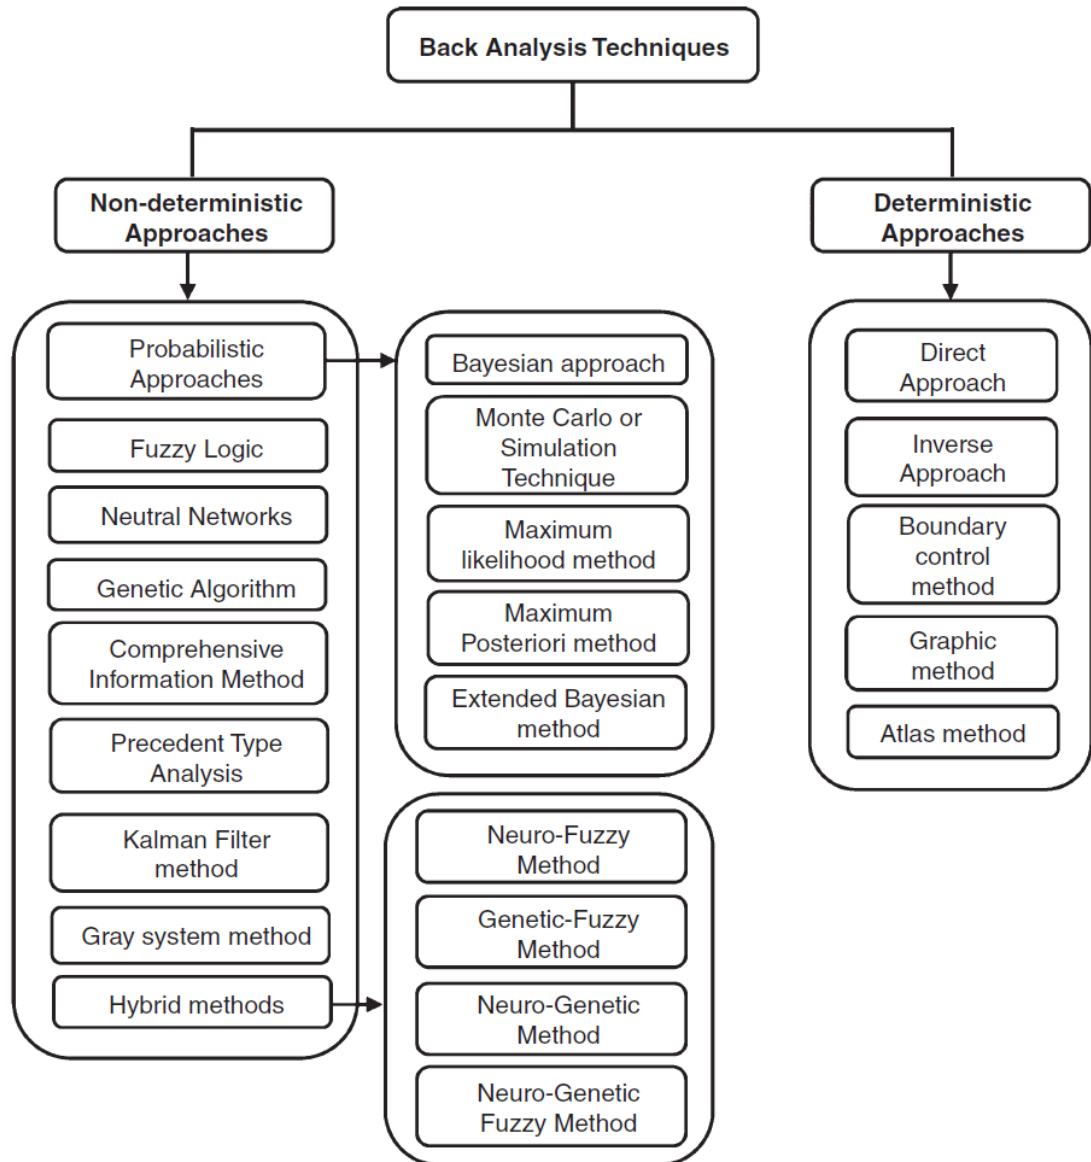 Back Analysis Techniques
Non-deterministic
Approaches
Deterministic
Approaches
Probabilistic
Approaches
Fuzzy Logic
Neutral Networks
Genetic Algorithm
Comprehensive
Information Method
Precedent Type
Analysis
Kalman Filter
method
Gray system method
Hybrid methods
Bayesian approach
Monte Carlo or
Simulation
Technique
Maximum
likelihood method
Maximum
Posteriori method
Extended Bayesian
method
Neuro-Fuzzy
Method
Genetic-Fuzzy
Method
Neuro-Genetic
Method
Neuro-Genetic
Fuzzy Method
Direct
Approach
Inverse
Approach
Boundary
control
method
Graphic
method
Atlas method